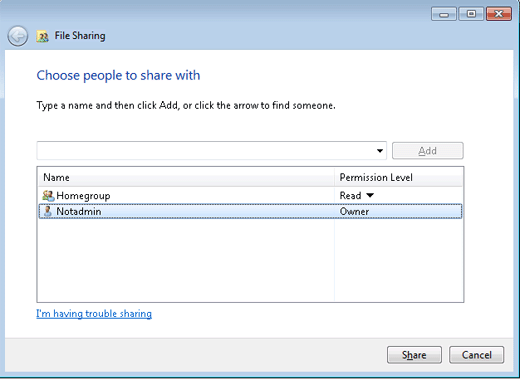 File Sharing
Choose people to share with
Type a name and then click Add, or click the arrow to find someone.
Add
Name Permission Level
Homegroup Read
Notadmin Owner
I'm having trouble sharing
Share Cancel